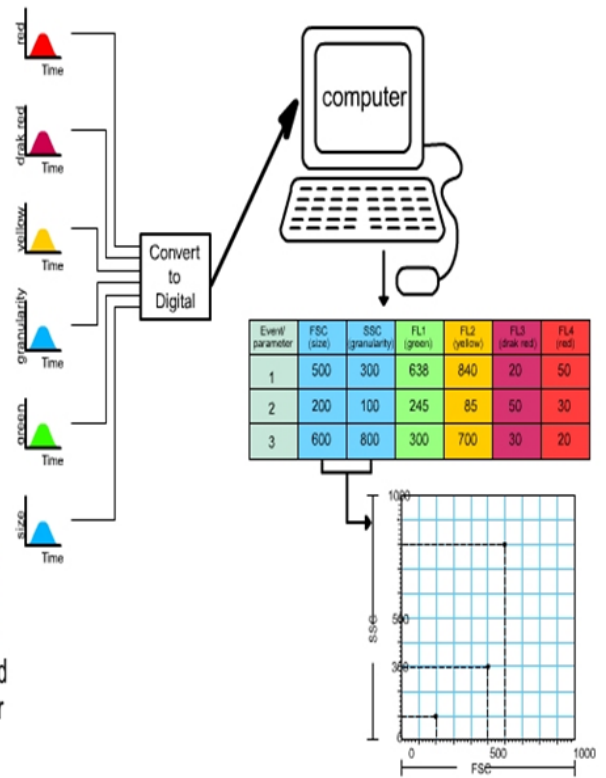 red
Time
drak red
Time
yellow
Time
granularity
Time
green
Time
size
Time
Convert
to
Digital
computer
Event/ parameter FSC (size) SSC (granularity) FL1 (green) FL2 (yellow) FL3 (drak red) FL4 (red)
1 500 300 638 840 20 50
2 200 100 245 85 50 30
3 600 800 300 700 30 20
1000
500
300
0
SSC
0 500 1000
FSC
d
r